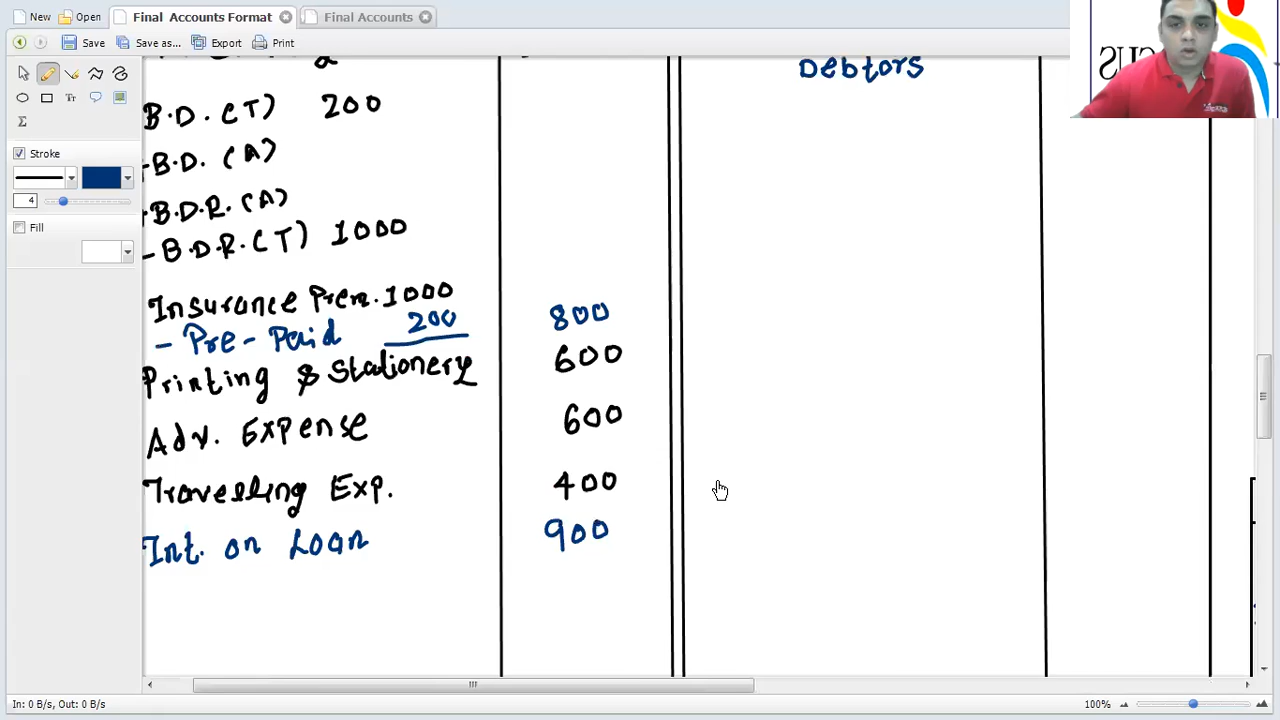 New Open Final Accounts Format Final Accounts
Save Save as... Export Print
Debtors
B.D. (T) 200
+B.D. (A)
+B.D.R. (A)
-B.D.R. (T) 1000
Insurance Prem. 1000
- Pre-Paid 200 800
Printing & Stationery 600
Adv. Expense 600
Travelling Exp. 400
Int. on Loan 900
Stroke
4
Fill
In: 0 B/s, Out: 0 B/s 100%